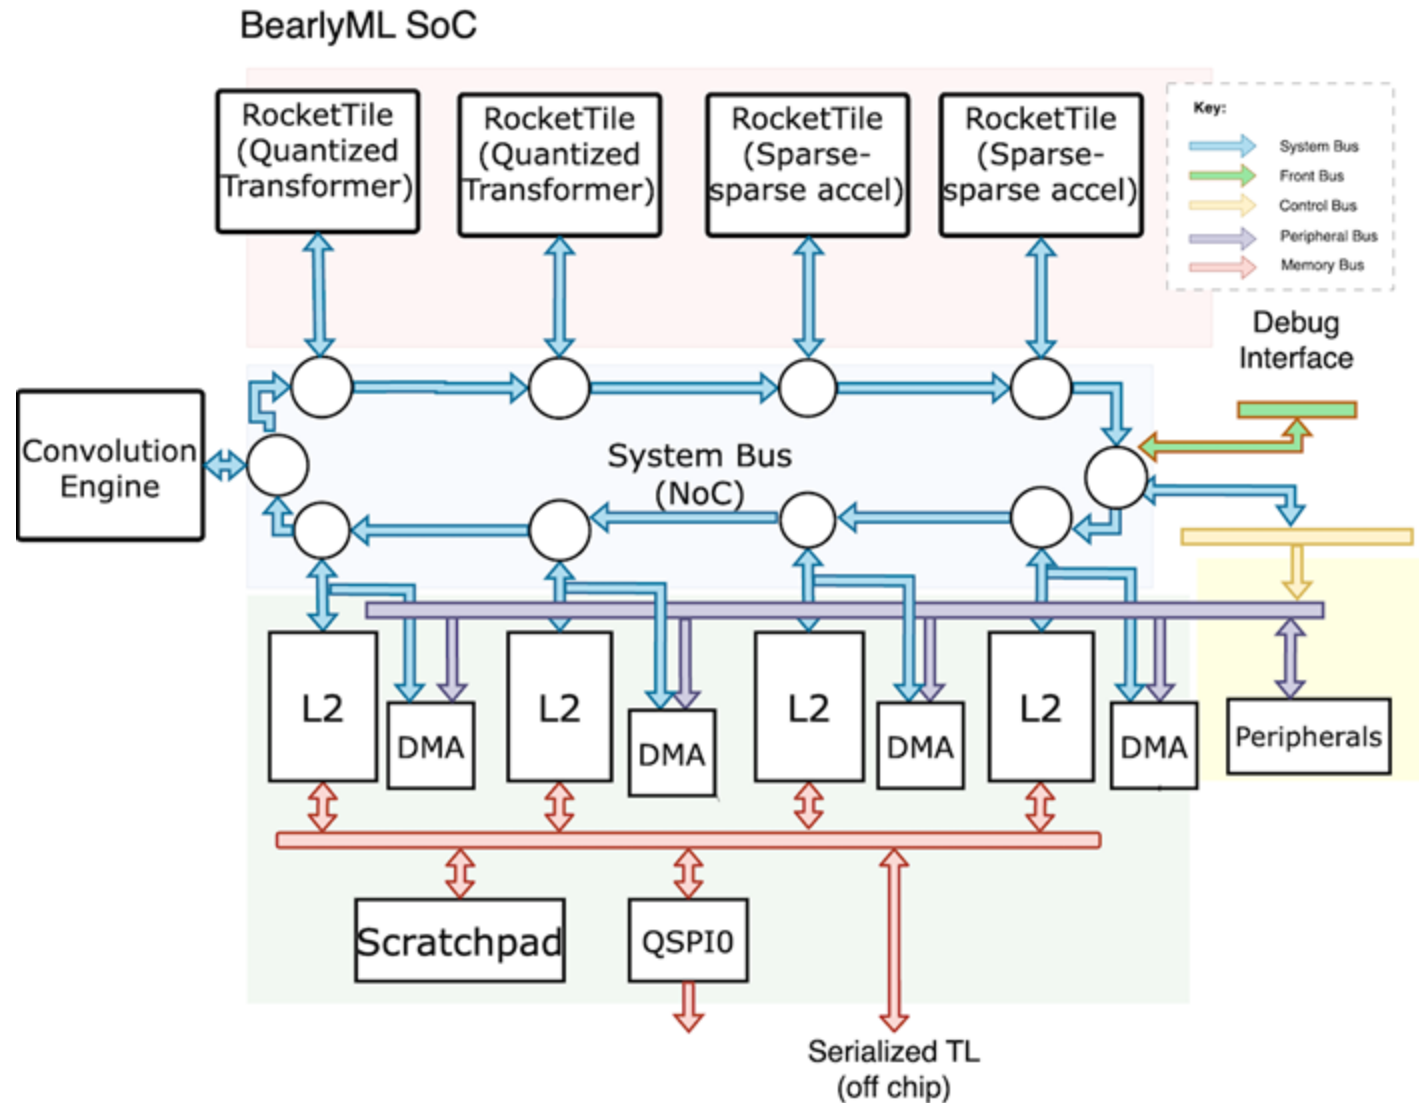 BearlyML SoC
RocketTile
(Quantized
Transformer)
RocketTile
(Quantized
Transformer)
RocketTile
(Sparse-
sparse accel)
RocketTile
(Sparse-
sparse accel)
Key:
System Bus
Front Bus
Control Bus
Peripheral Bus
Memory Bus
Debug
Interface
Convolution
Engine
System Bus
(NoC)
L2
DMA
L2
DMA
L2
DMA
L2
DMA
Peripherals
Scratchpad
QSPI0
Serialized TL
(off chip)